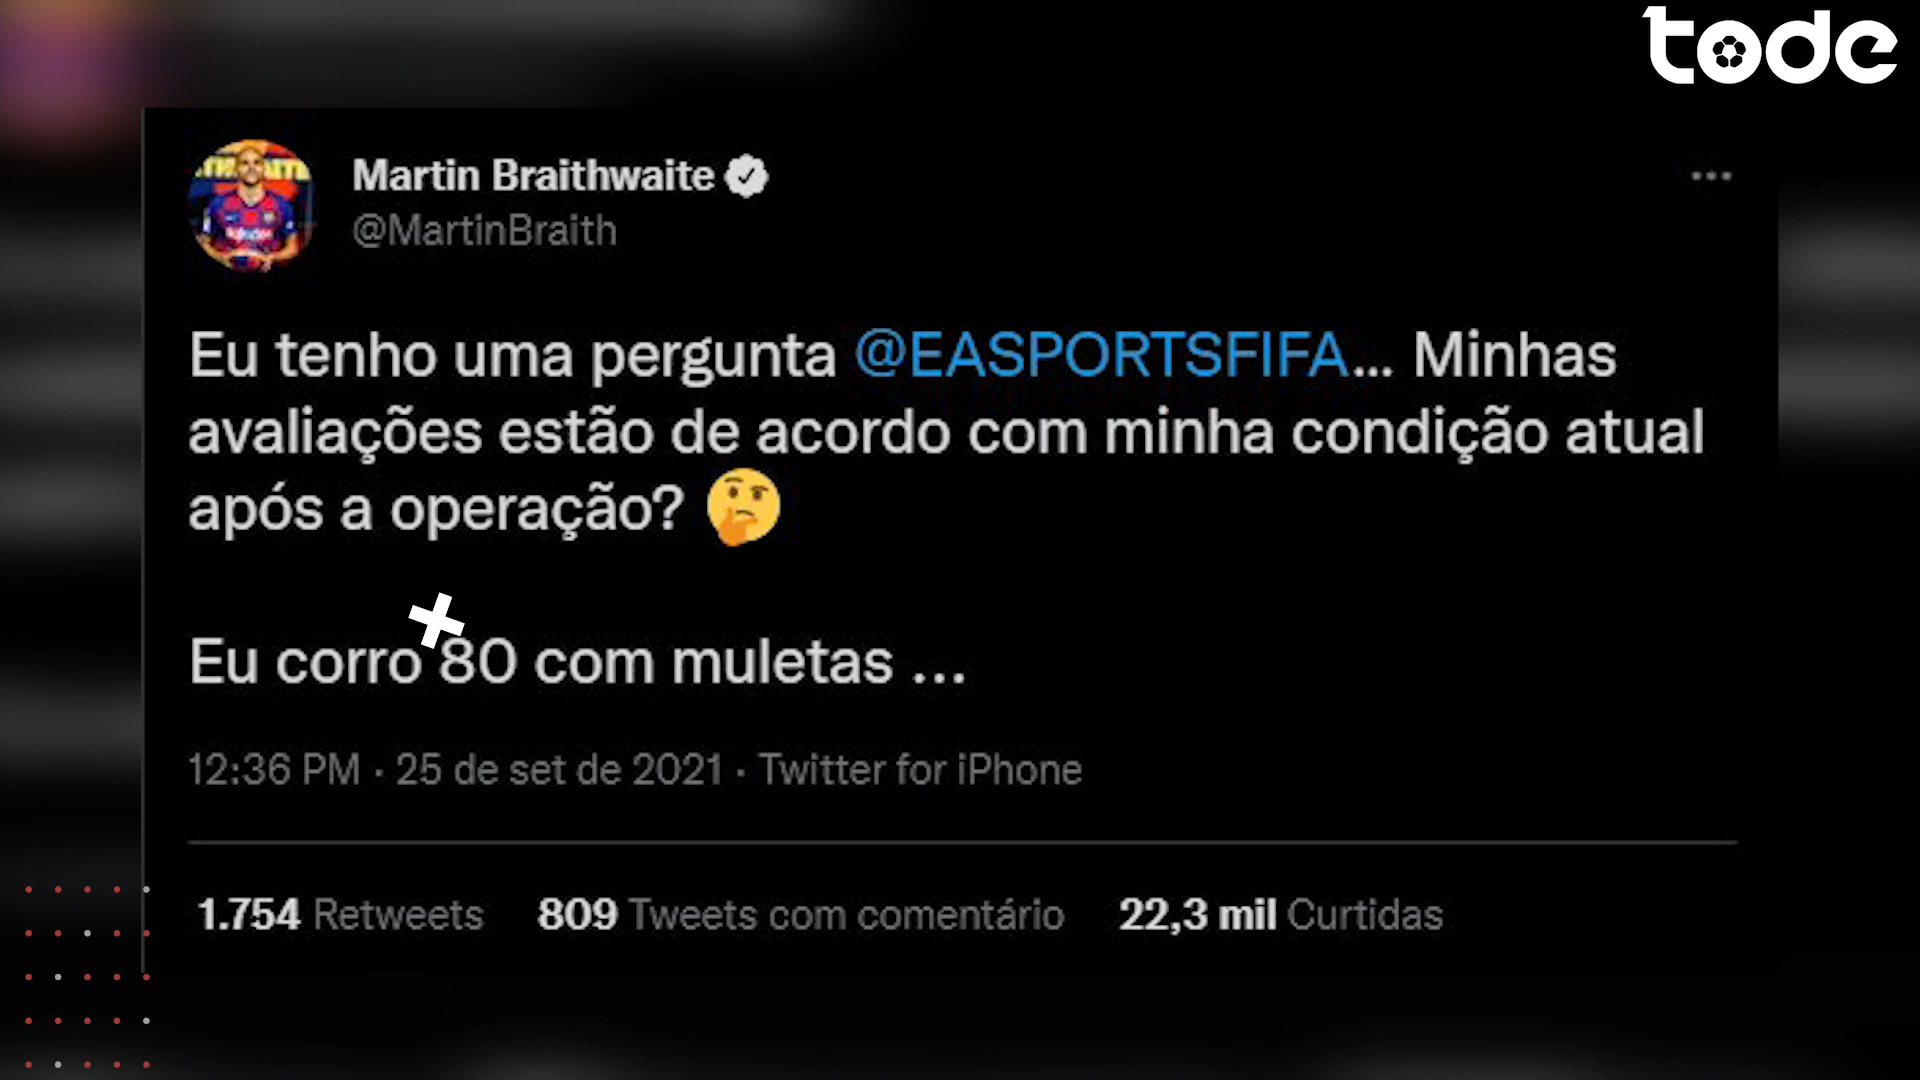 tode
Martin Braithwaite
@MartinBraith
Eu tenho uma pergunta @EASPORTSFIFA... Minhas
avaliações estão de acordo com minha condição atual
após a operação? 🤔
Eu corro 80 com muletas ...
12:36 PM · 25 de set de 2021 · Twitter for iPhone
1.754 Retweets 809 Tweets com comentário 22,3 mil Curtidas